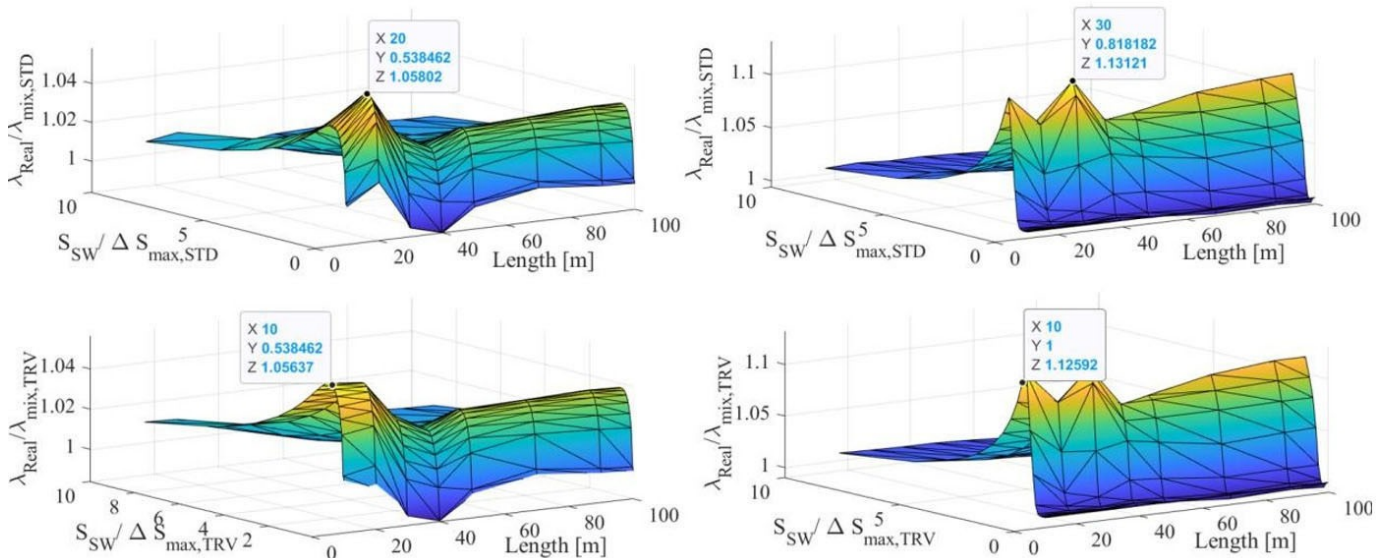 λReal/λmix,STD
1.04
1.02
1
X 20
Y 0.538462
Z 1.05802
10
5
0
SSW/ Δ Smax,STD
0
20
40
60
80
100
Length [m]
λReal/λmix,STD
1.1
1.05
1
X 30
Y 0.818182
Z 1.13121
10
5
0
SSW/ Δ Smax,STD
0
20
40
60
80
100
Length [m]
λReal/λmix,TRV
1.04
1.02
1
X 10
Y 0.538462
Z 1.05637
10
8
6
4
2
0
SSW/ Δ Smax,TRV
0
20
40
60
80
100
Length [m]
λReal/λmix,TRV
1.1
1.05
1
X 10
Y 1
Z 1.12592
10
5
0
SSW/ Δ Smax,TRV
0
20
40
60
80
100
Length [m]